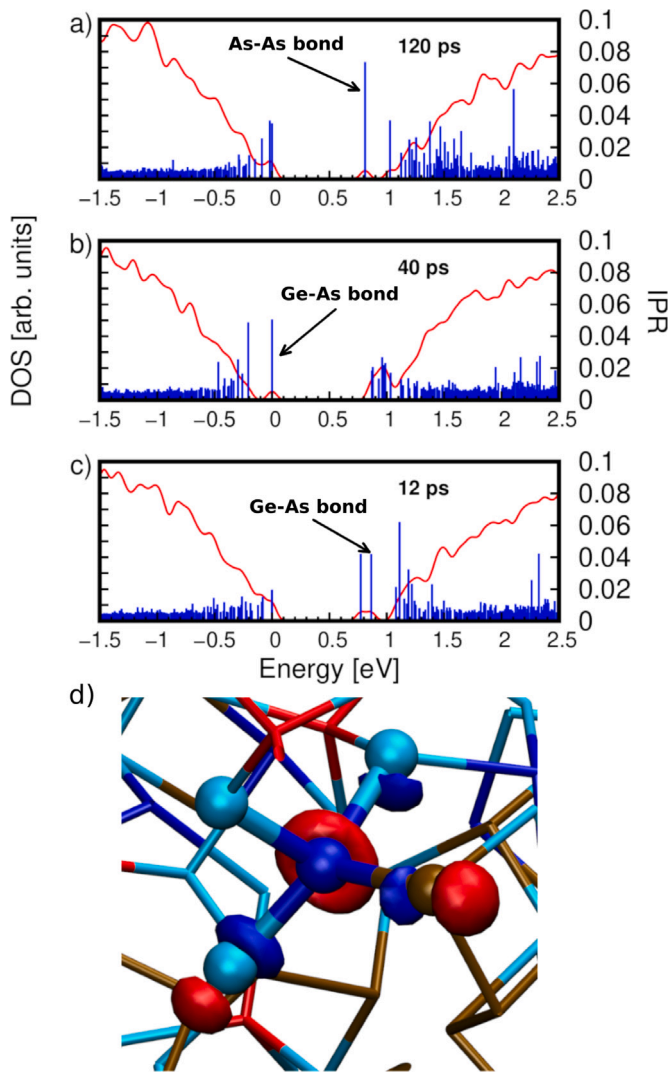 a)
As-As bond
120 ps
0.1
0.08
0.06
0.04
0.02
0
−1.5 −1 −0.5 0 0.5 1 1.5 2 2.5
b)
40 ps
Ge-As bond
0.1
0.08
0.06
0.04
0.02
0
−1.5 −1 −0.5 0 0.5 1 1.5 2 2.5
DOS [arb. units]
IPR
c)
12 ps
Ge-As bond
0.1
0.08
0.06
0.04
0.02
0
−1.5 −1 −0.5 0 0.5 1 1.5 2 2.5
Energy [eV]
d)